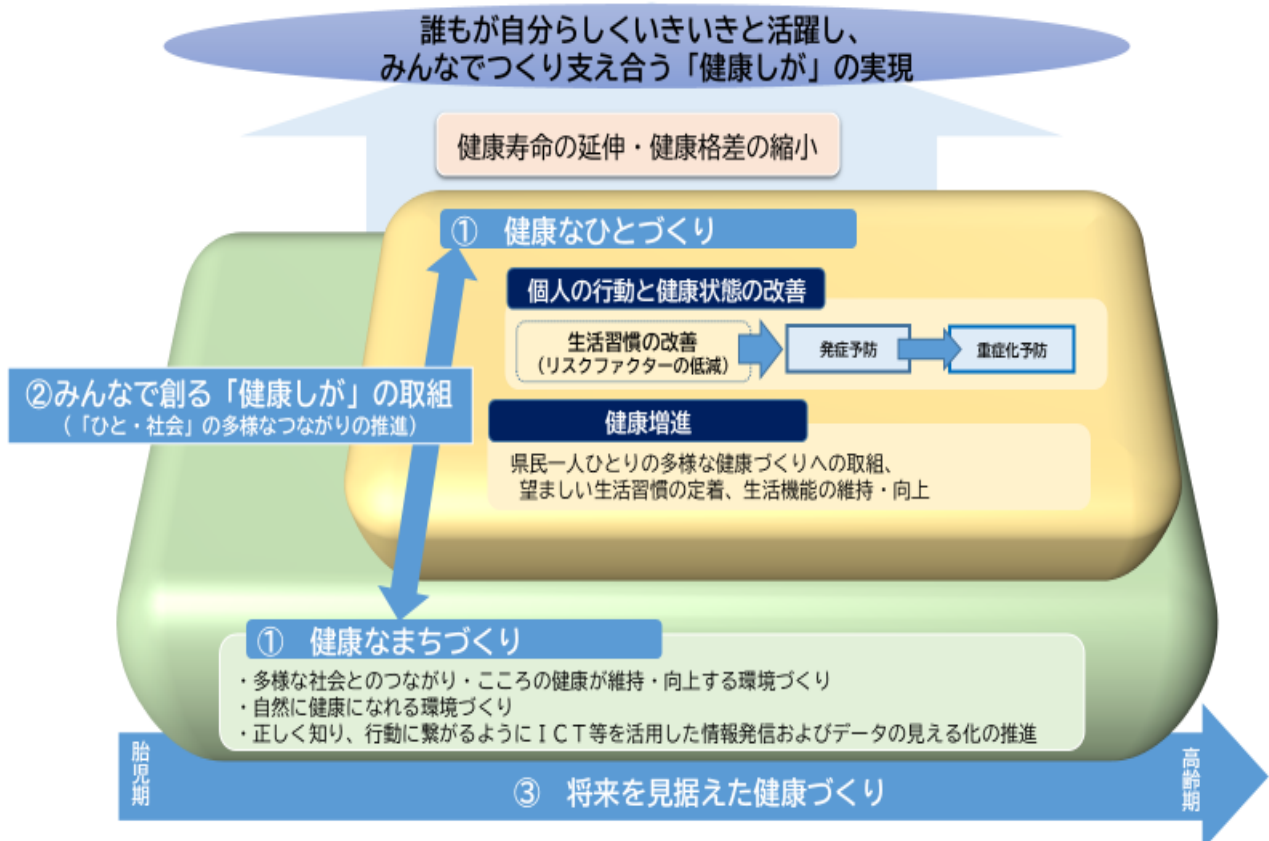 誰もが自分らしくいきいきと活躍し、
みんなでつくり支え合う「健康しが」の実現
健康寿命の延伸・健康格差の縮小
① 健康なひとづくり
個人の行動と健康状態の改善
生活習慣の改善
(リスクファクターの低減)
発症予防
重症化予防
②みんなで創る「健康しが」の取組
(「ひと・社会」の多様なつながりの推進)
健康増進
県民一人ひとりの多様な健康づくりへの取組、
望ましい生活習慣の定着、生活機能の維持・向上
① 健康なまちづくり
・多様な社会とのつながり・こころの健康が維持・向上する環境づくり
・自然に健康になれる環境づくり
・正しく知り、行動に繋がるようにICT等を活用した情報発信およびデータの見える化の推進
胎児期
③ 将来を見据えた健康づくり
高齢期